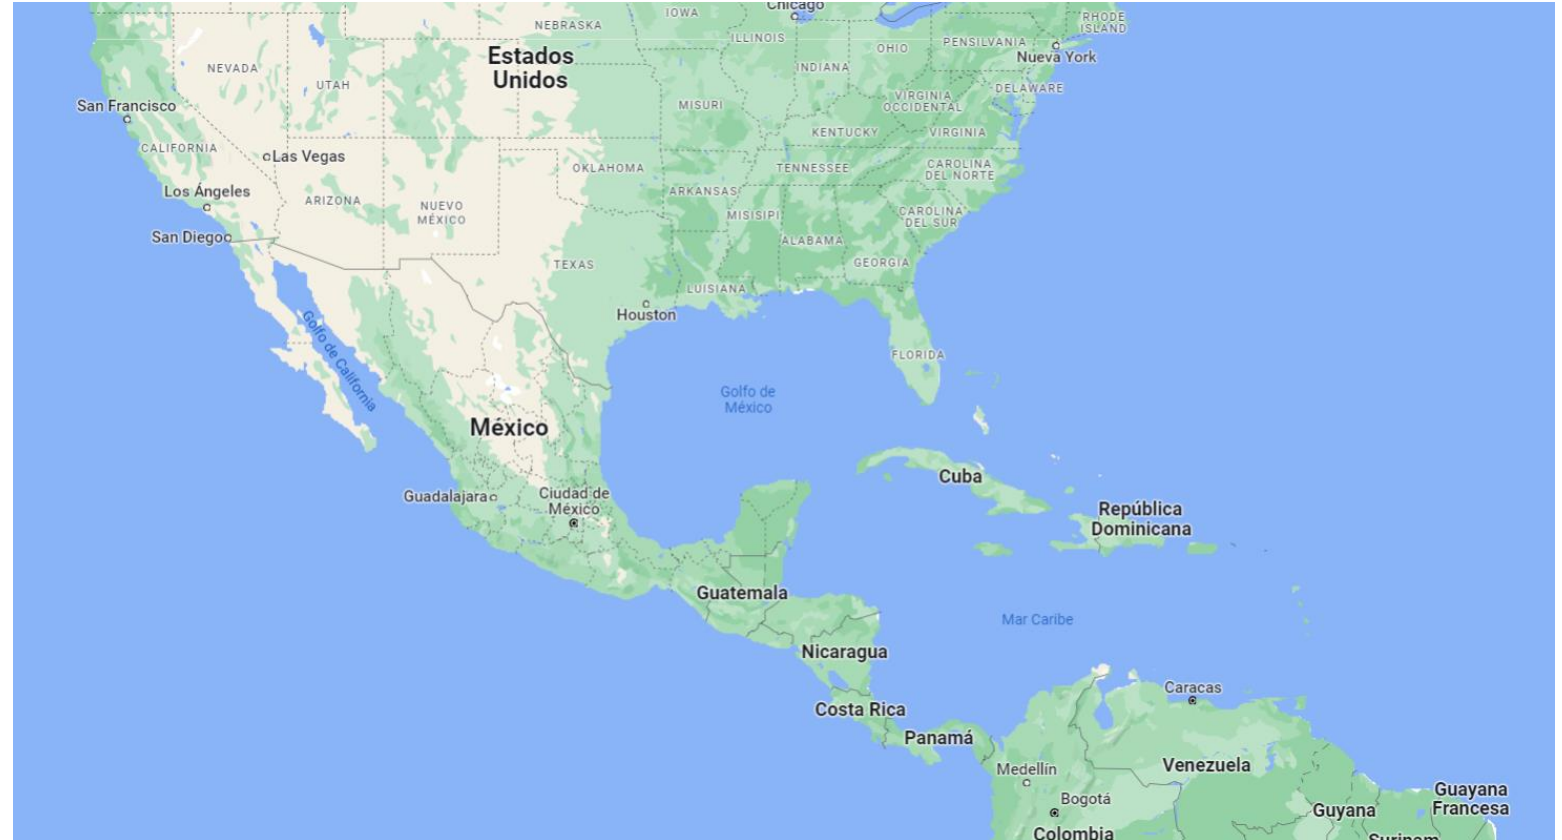 Chicago
IOWA
RHODE
ISLAND
NEBRASKA
ILLINOIS
OHIO
PENSILVANIA
Estados
Unidos
Nueva York
NEVADA
INDIANA
UTAH
DELAWARE
VIRGINIA
OCCIDENTAL
San Francisco
MISURI
KENTUCKY
VIRGINIA
CALIFORNIA
Las Vegas
OKLAHOMA
TENNESSEE
CAROLINA
DEL NORTE
Los Ángeles
ARKANSAS
ARIZONA
NUEVO
MÉXICO
MISISIPI
CAROLINA
DEL SUR
San Diego
ALABAMA
TEXAS
GEORGIA
LUISIANA
Houston
Golfo de California
FLORIDA
Golfo de
México
México
Cuba
Guadalajara
Ciudad de
México
República
Dominicana
Guatemala
Mar Caribe
Nicaragua
Caracas
Costa Rica
Panamá
Medellín
Venezuela
Bogotá
Guayana
Francesa
Guyana
Colombia
Surinam